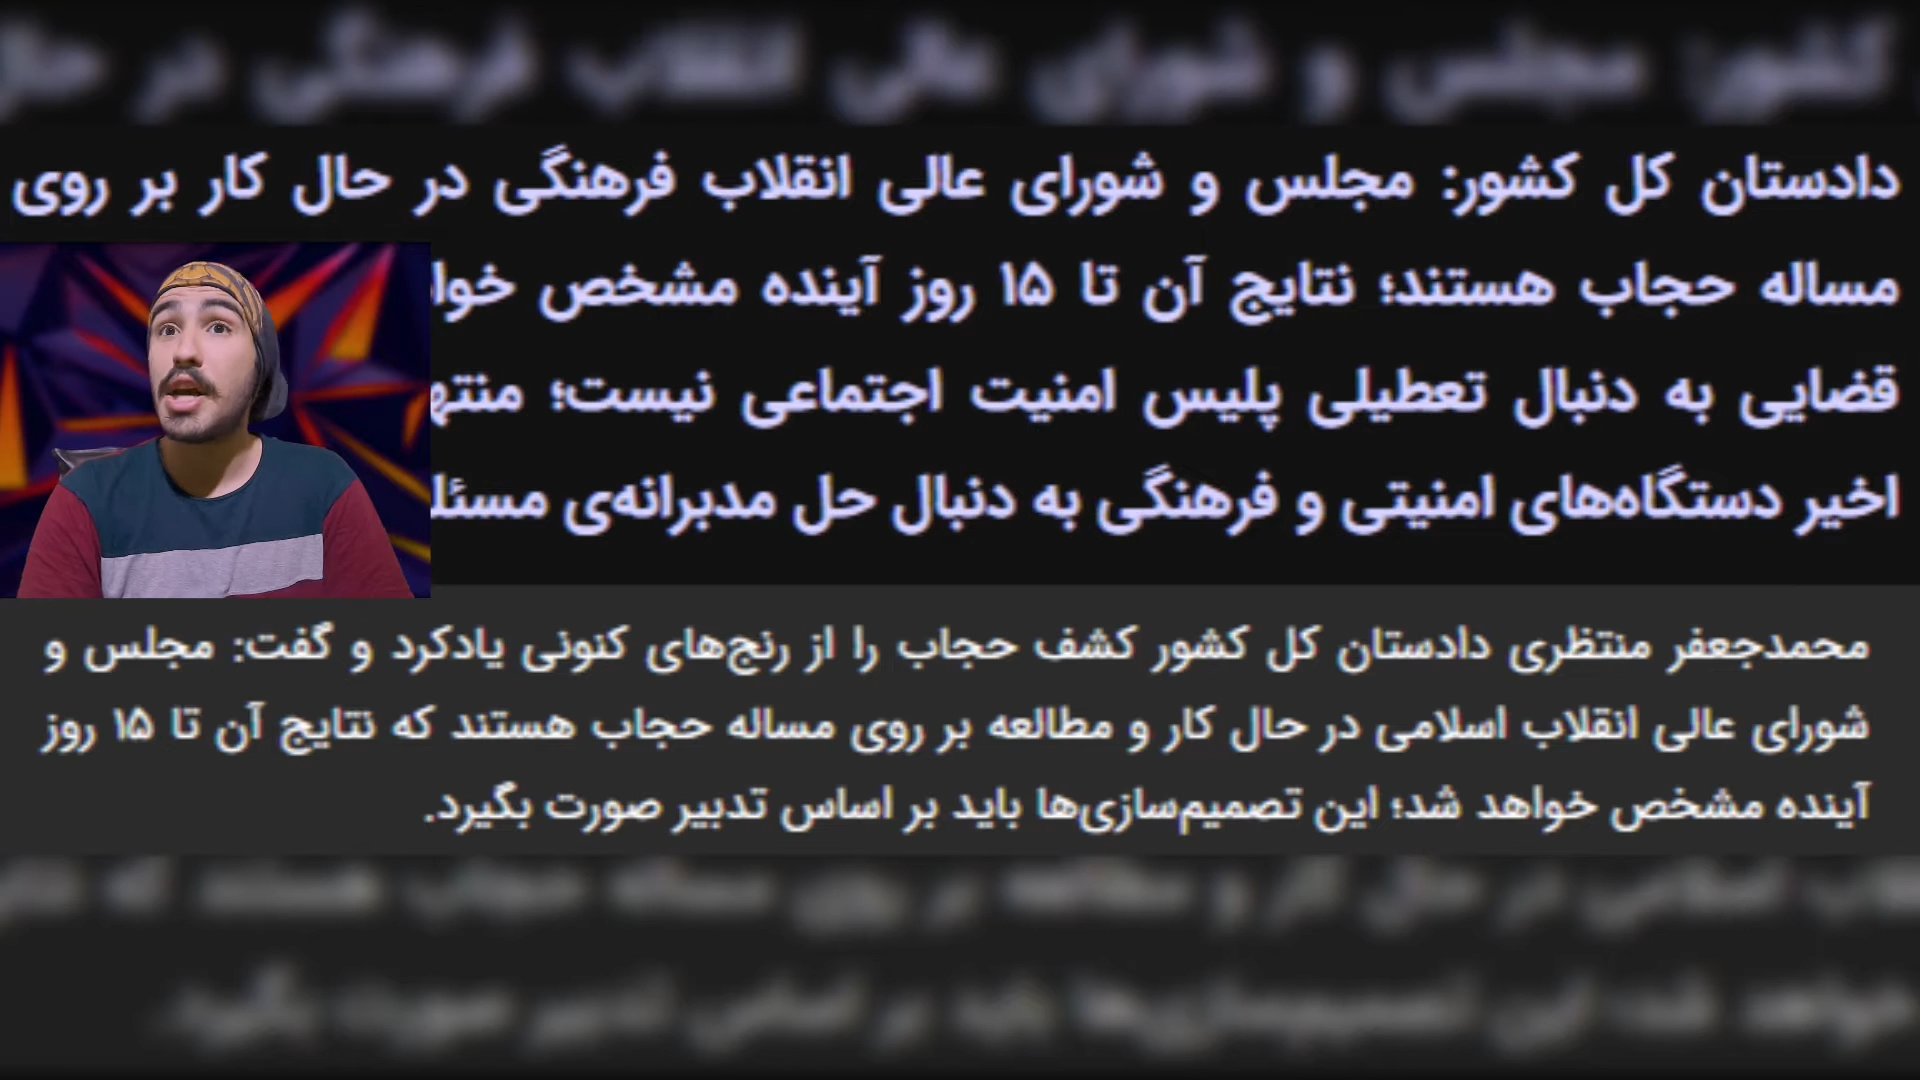 دادستان کل کشور: مجلس و شورای عالی انقلاب فرهنگی در حال کار بر روی
مساله حجاب هستند؛ نتایج آن تا ۱۵ روز آینده مشخص
قضایی به دنبال تعطیلی پلیس امنیت اجتماعی نیست؛
اخیر دستگاه‌های امنیتی و فرهنگی به دنبال حل مدبرانه‌ی
محمدجعفر منتظری دادستان کل کشور کشف حجاب را از رنج‌های کنونی یادکرد و گفت: مجلس و
شورای عالی انقلاب اسلامی در حال کار و مطالعه بر روی مساله حجاب هستند که نتایج آن تا ۱۵ روز
آینده مشخص خواهد شد؛ این تصمیم‌سازی‌ها باید بر اساس تدبیر صورت بگیرد.